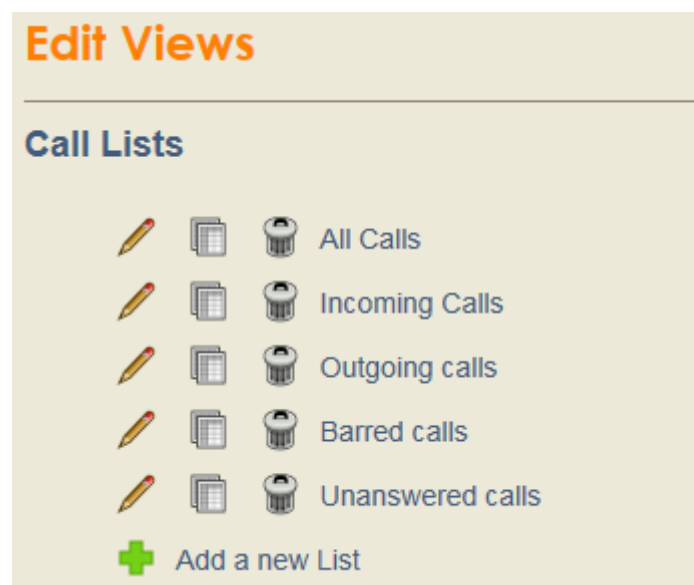 Edit Views
Call Lists
All Calls
Incoming Calls
Outgoing calls
Barred calls
Unanswered calls
Add a new List